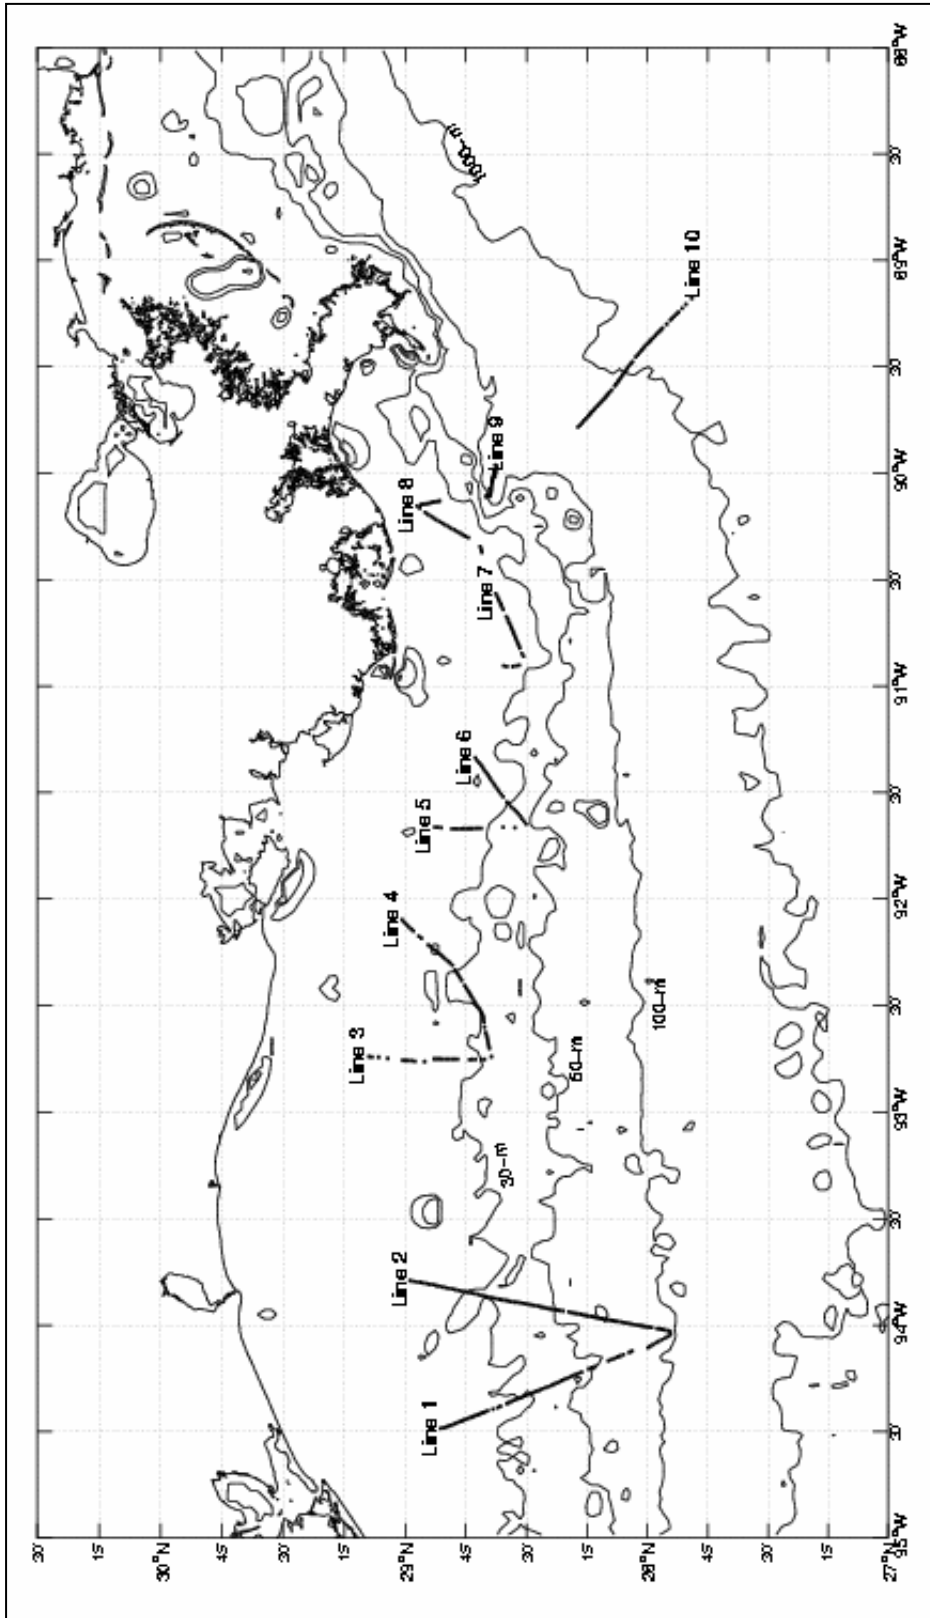 30'
15'
30°N
45'
30'
15'
29°N
45'
30'
15'
28°N
45'
30'
15'
27°N
Line 1
Line 2
Line 3
Line 4
Line 5
Line 6
Line 7
Line 8
Line 9
Line 10
30-m
50-m
100-m
1000-m
95°W
30'
94°W
30'
93°W
30'
92°W
30'
91°W
30'
90°W
30'
89°W
30'
88°W